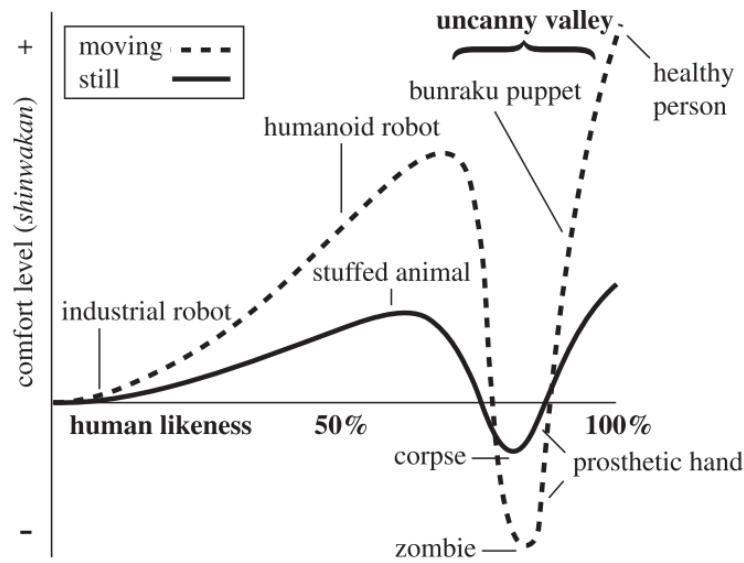 uncanny valley
+
moving
still
healthy
person
bunraku puppet
humanoid robot
stuffed animal
industrial robot
comfort level (shinwakan)
human likeness
50%
100%
corpse
prosthetic hand
-
zombie